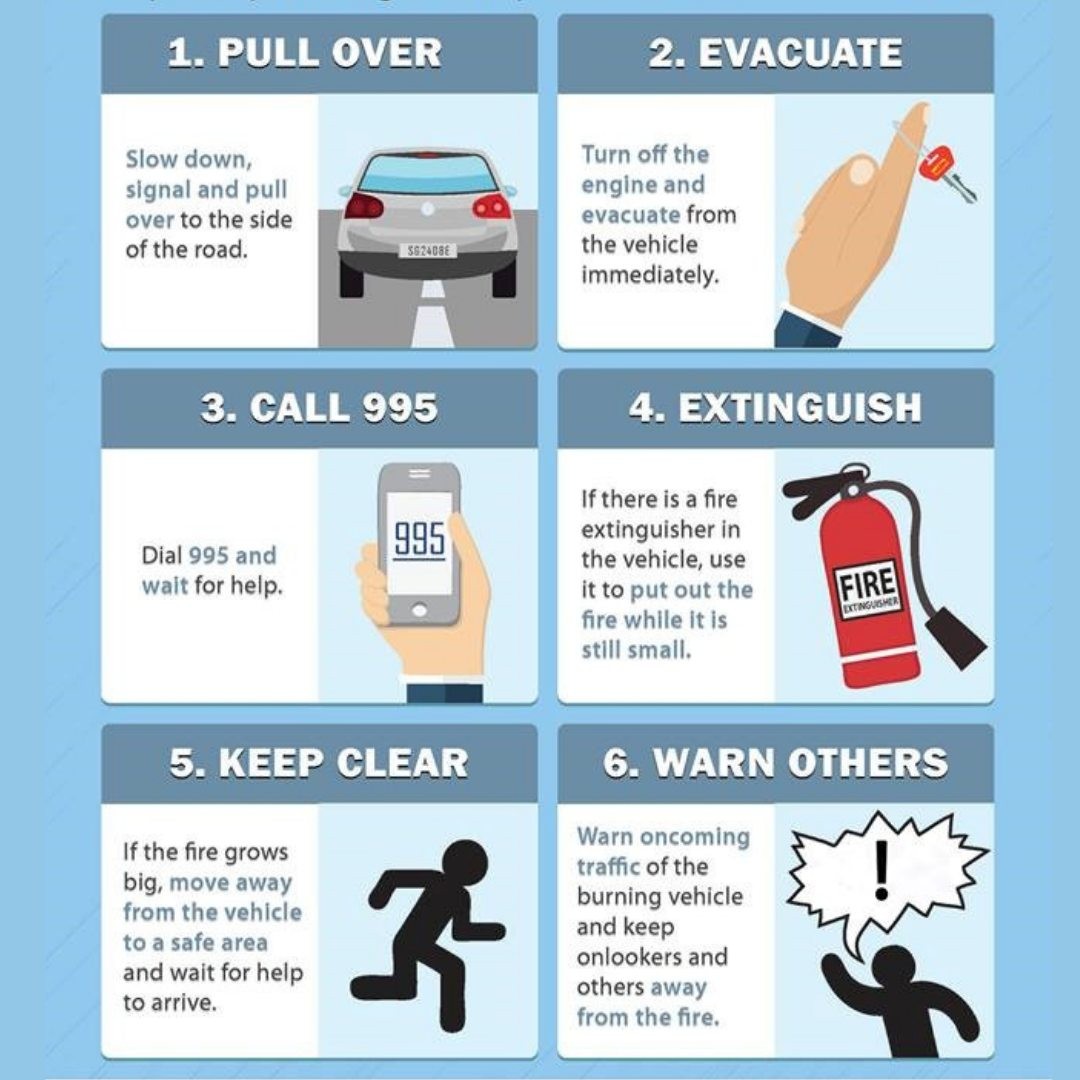 1. PULL OVER
Slow down,
signal and pull
over to the side
of the road.
SG2408E
2. EVACUATE
Turn off the
engine and
evacuate from
the vehicle
immediately.
3. CALL 995
Dial 995 and
wait for help.
995
4. EXTINGUISH
If there is a fire
extinguisher in
the vehicle, use
it to put out the
fire while it is
still small.
FIRE
EXTINGUISHER
5. KEEP CLEAR
If the fire grows
big, move away
from the vehicle
to a safe area
and wait for help
to arrive.
6. WARN OTHERS
Warn oncoming
traffic of the
burning vehicle
and keep
onlookers and
others away
from the fire.
!